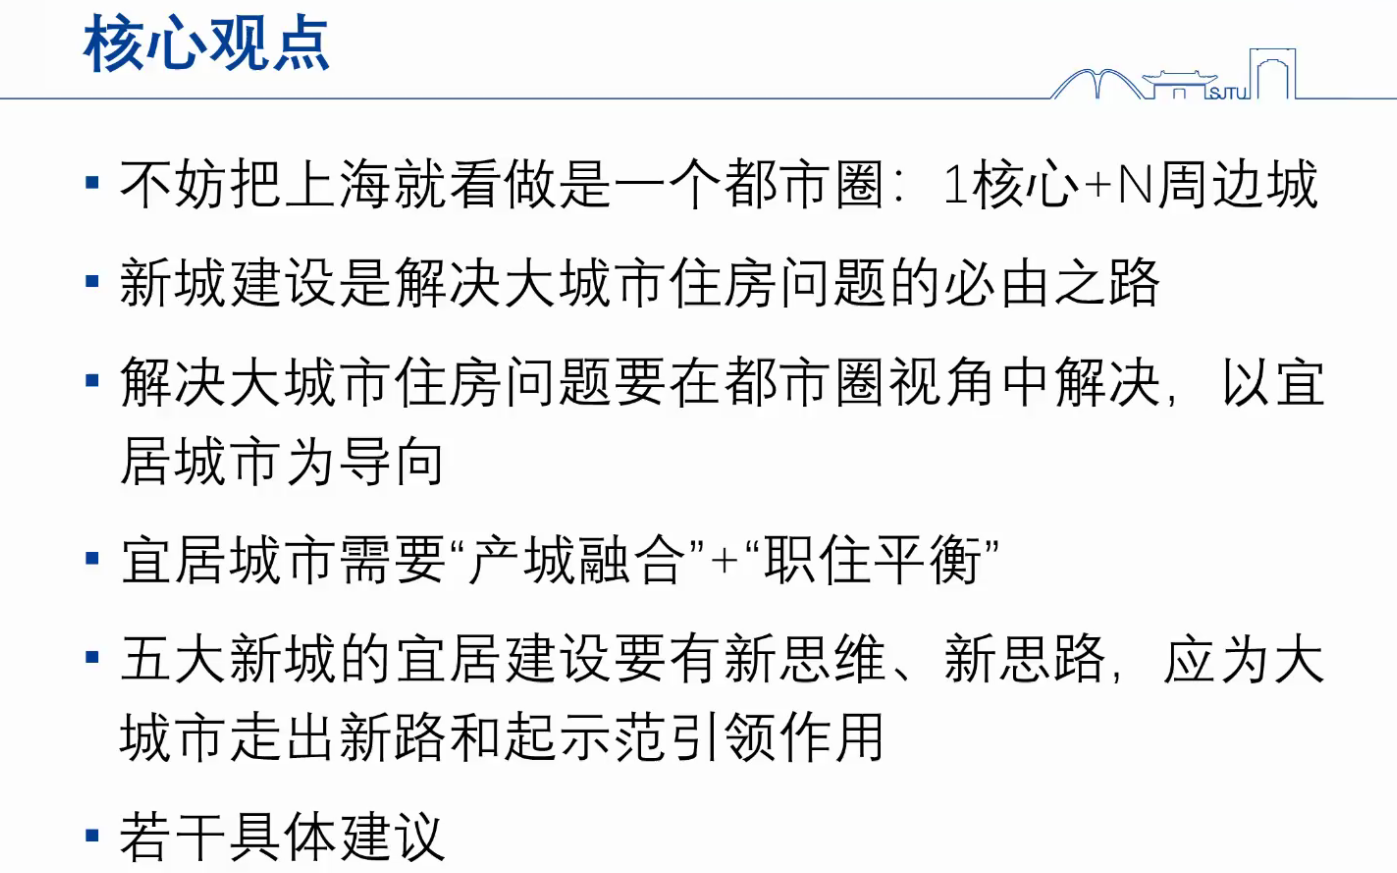 核心观点
SJTU
▪ 不妨把上海就看做是一个都市圈：1核心+N周边城
▪ 新城建设是解决大城市住房问题的必由之路
▪ 解决大城市住房问题要在都市圈视角中解决，以宜
居城市为导向
▪ 宜居城市需要“产城融合”+“职住平衡”
▪ 五大新城的宜居建设要有新思维、新思路，应为大
城市走出新路和起示范引领作用
▪ 若干具体建议